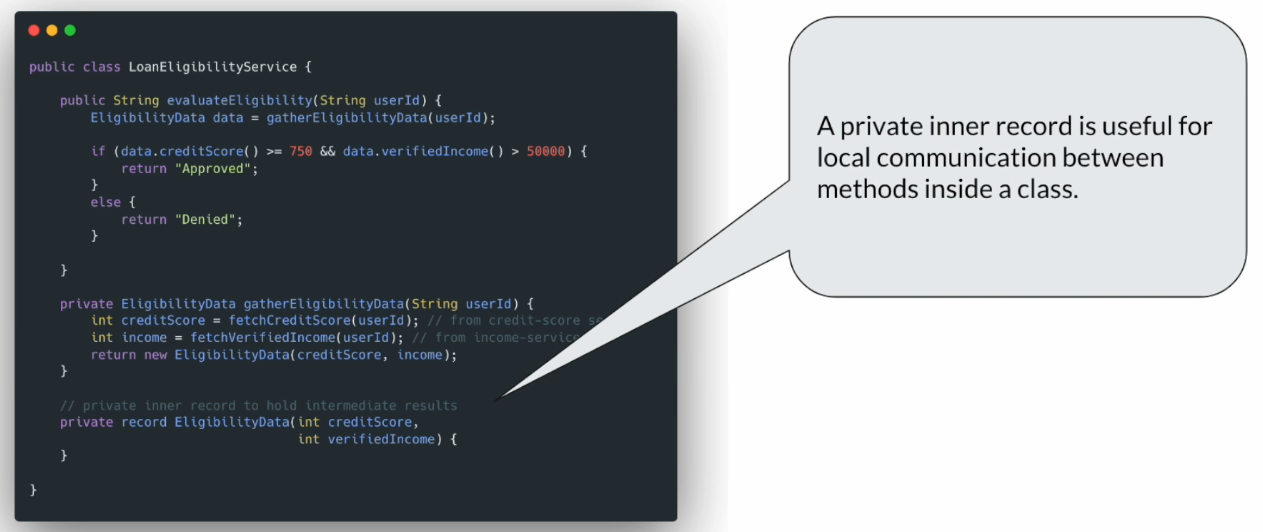 public class LoanEligibilityService {
public String evaluateEligibility(String userId) {
EligibilityData data = gatherEligibilityData(userId);
if (data.creditScore() >= 750 && data.verifiedIncome() > 50000) {
return "Approved";
}
else {
return "Denied";
}
}
private EligibilityData gatherEligibilityData(String userId) {
int creditScore = fetchCreditScore(userId); // from credit-score
int income = fetchVerifiedIncome(userId); // from income-service
return new EligibilityData(creditScore, income);
}
// private inner record to hold intermediate results
private record EligibilityData(int creditScore,
int verifiedIncome) {
}
}
A private inner record is useful for
local communication between
methods inside a class.